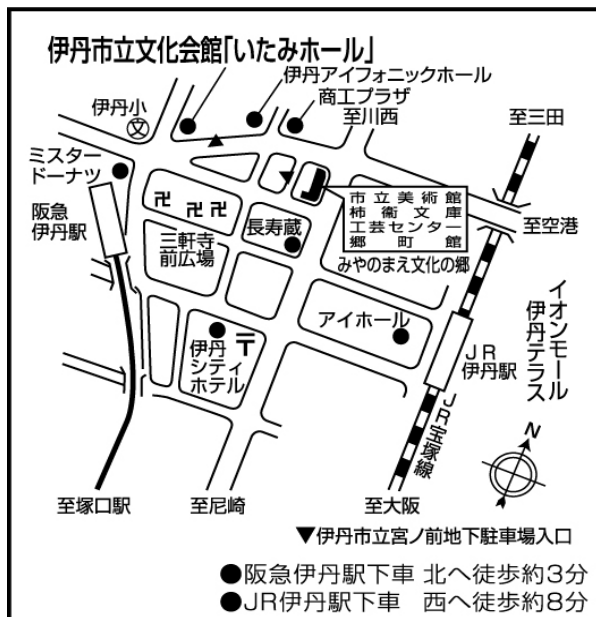 伊丹市立文化会館「いたみホール」
伊丹アイフォニックホール
商工プラザ
伊丹小
文
至川西
至三田
ミスター
ドーナツ
阪急
伊丹駅
卍 卍 卍
三軒寺
前広場
長寿蔵
市立美術館
柿衞文庫
工芸センター
郷町館
みやのまえ文化の郷
至空港
アイホール
伊丹
シティ
ホテル
〒
JR
伊丹駅
イオンモール
伊丹テラス
JR宝塚線
N
至塚口駅
至尼崎
至大阪
▼伊丹市立宮ノ前地下駐車場入口
●阪急伊丹駅下車 北へ徒歩約3分
●JR伊丹駅下車 西へ徒歩約8分